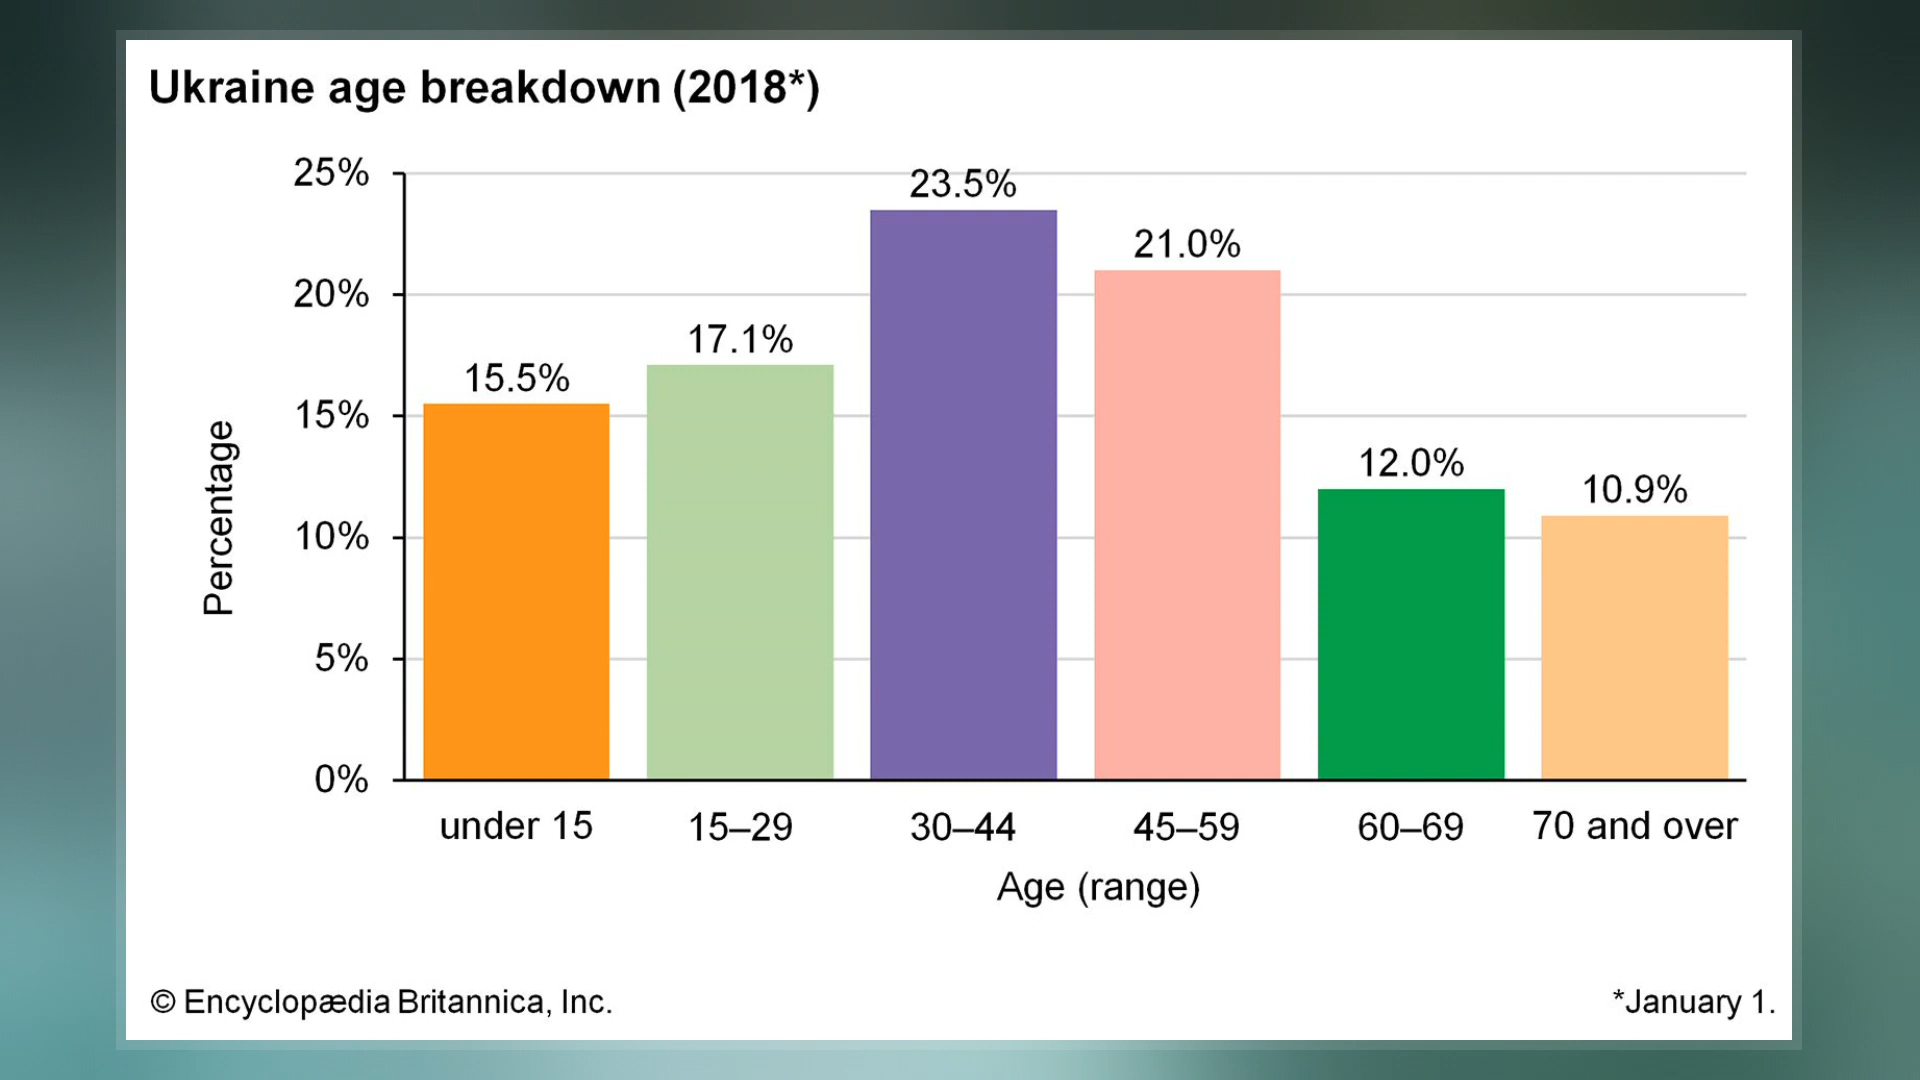 Ukraine age breakdown (2018*)
25%
20%
15%
10%
5%
0%
Percentage
15.5%
17.1%
23.5%
21.0%
12.0%
10.9%
under 15
15–29
30–44
45–59
60–69
70 and over
Age (range)
© Encyclopædia Britannica, Inc.
*January 1.